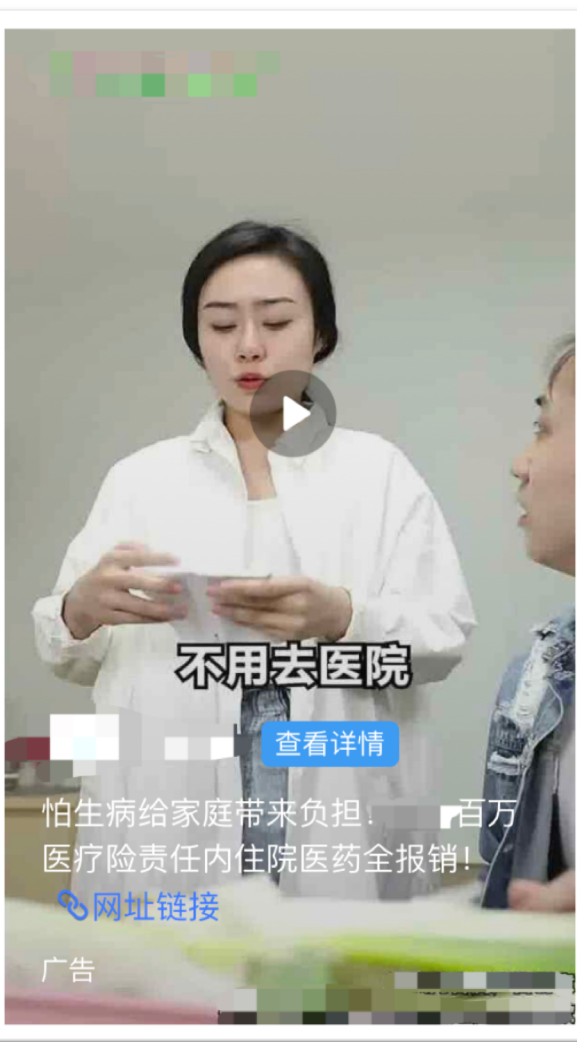 不用去医院
查看详情
怕生病给家庭带来负担！ 百万
医疗险责任内住院医药全报销！
网址链接
广告